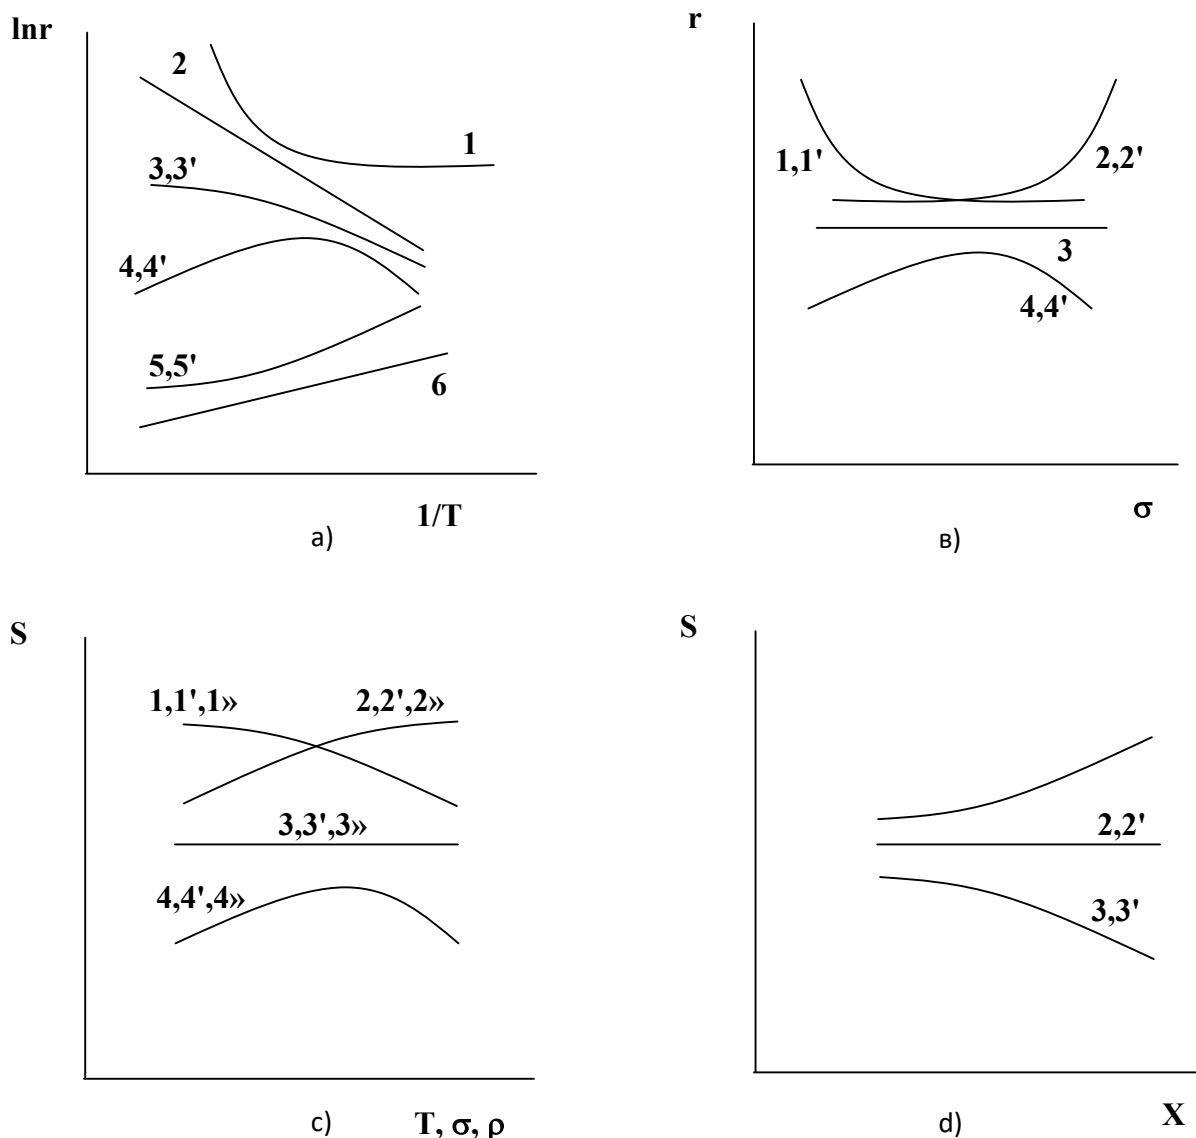 lnr
2
1
3,3'
4,4'
5,5'
6
1/T
а)
r
1,1'
2,2'
3
4,4'
σ
в)
S
1,1',1»
2,2',2»
3,3',3»
4,4',4»
c)
T, σ, ρ
S
2,2'
3,3'
d)
X